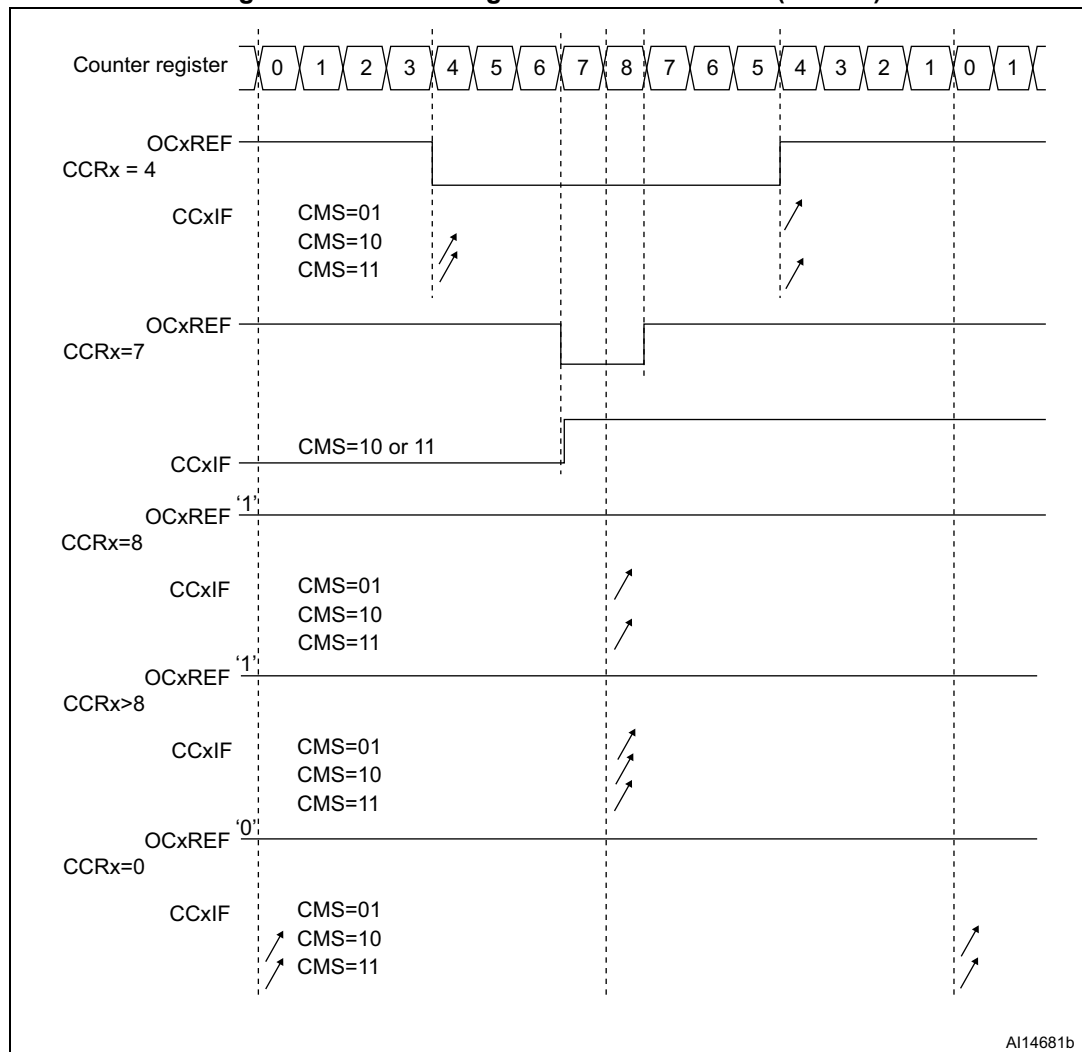 Counter register 0 1 2 3 4 5 6 7 8 7 6 5 4 3 2 1 0 1
OCxREF
CCRx = 4
CCxIF CMS=01
CMS=10
CMS=11
OCxREF
CCRx=7
CMS=10 or 11
CCxIF
OCxREF ‘1’
CCRx=8
CCxIF CMS=01
CMS=10
CMS=11
OCxREF ‘1’
CCRx>8
CCxIF CMS=01
CMS=10
CMS=11
OCxREF ‘0’
CCRx=0
CCxIF CMS=01
CMS=10
CMS=11
AI14681b